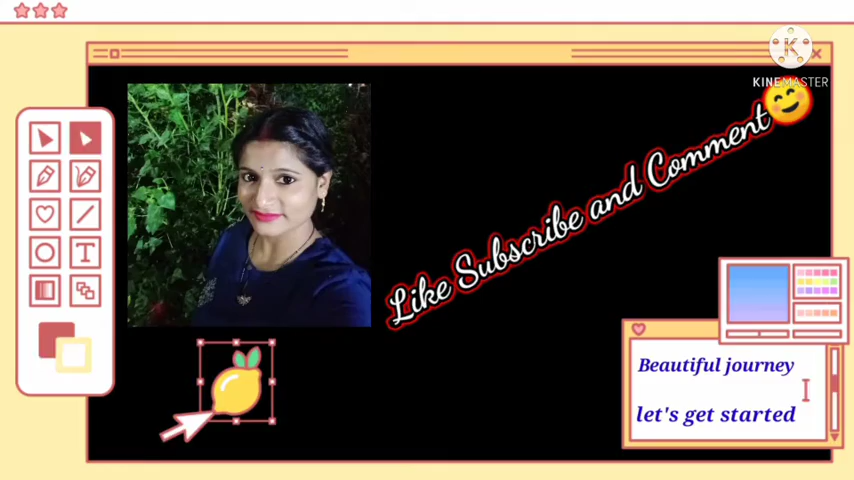 KINEMASTER
Like Subscribe and Comment
Beautiful journey
let's get started